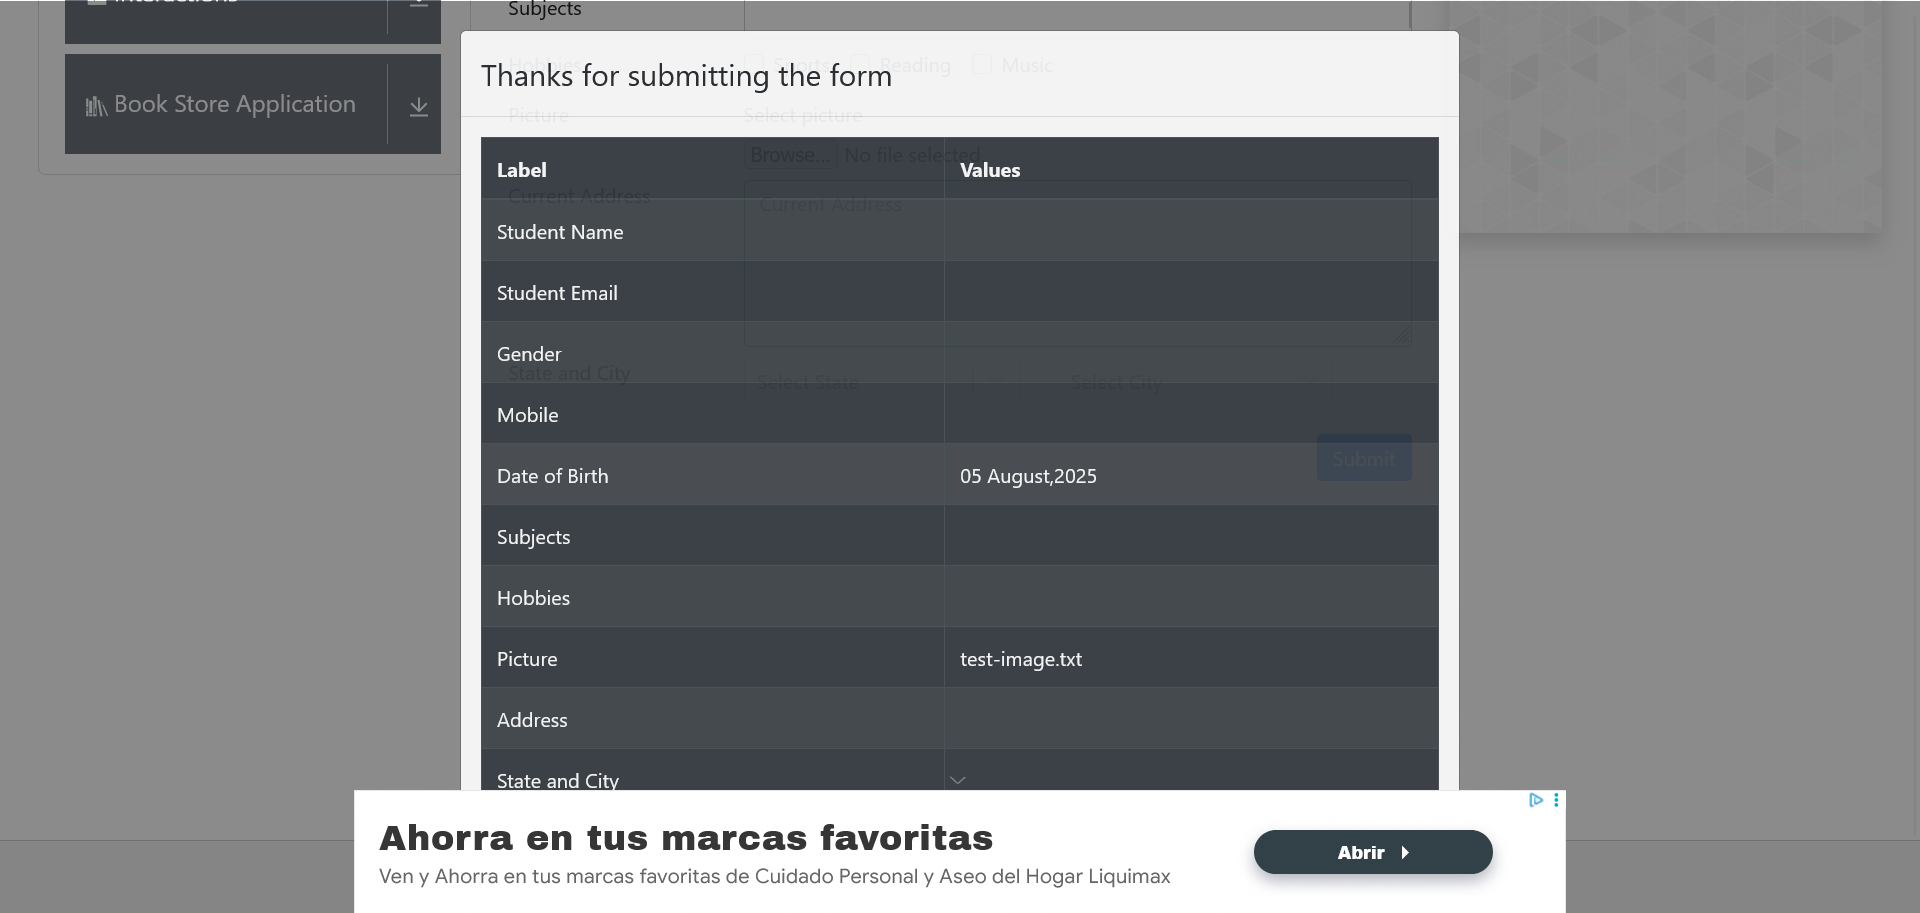 Interactions
Book Store Application
Subjects
Hobbies
Sports
Reading
Music
Thanks for submitting the form
Picture
Select picture
Browse... No file selected.
Label
Values
Current Address
Current Address
Student Name
Student Email
Gender
State and City
Select State
Select City
Mobile
Submit
Date of Birth
05 August,2025
Subjects
Hobbies
Picture
test-image.txt
Address
State and City
Ahorra en tus marcas favoritas
Ven y Ahorra en tus marcas favoritas de Cuidado Personal y Aseo del Hogar Liquimax
Abrir